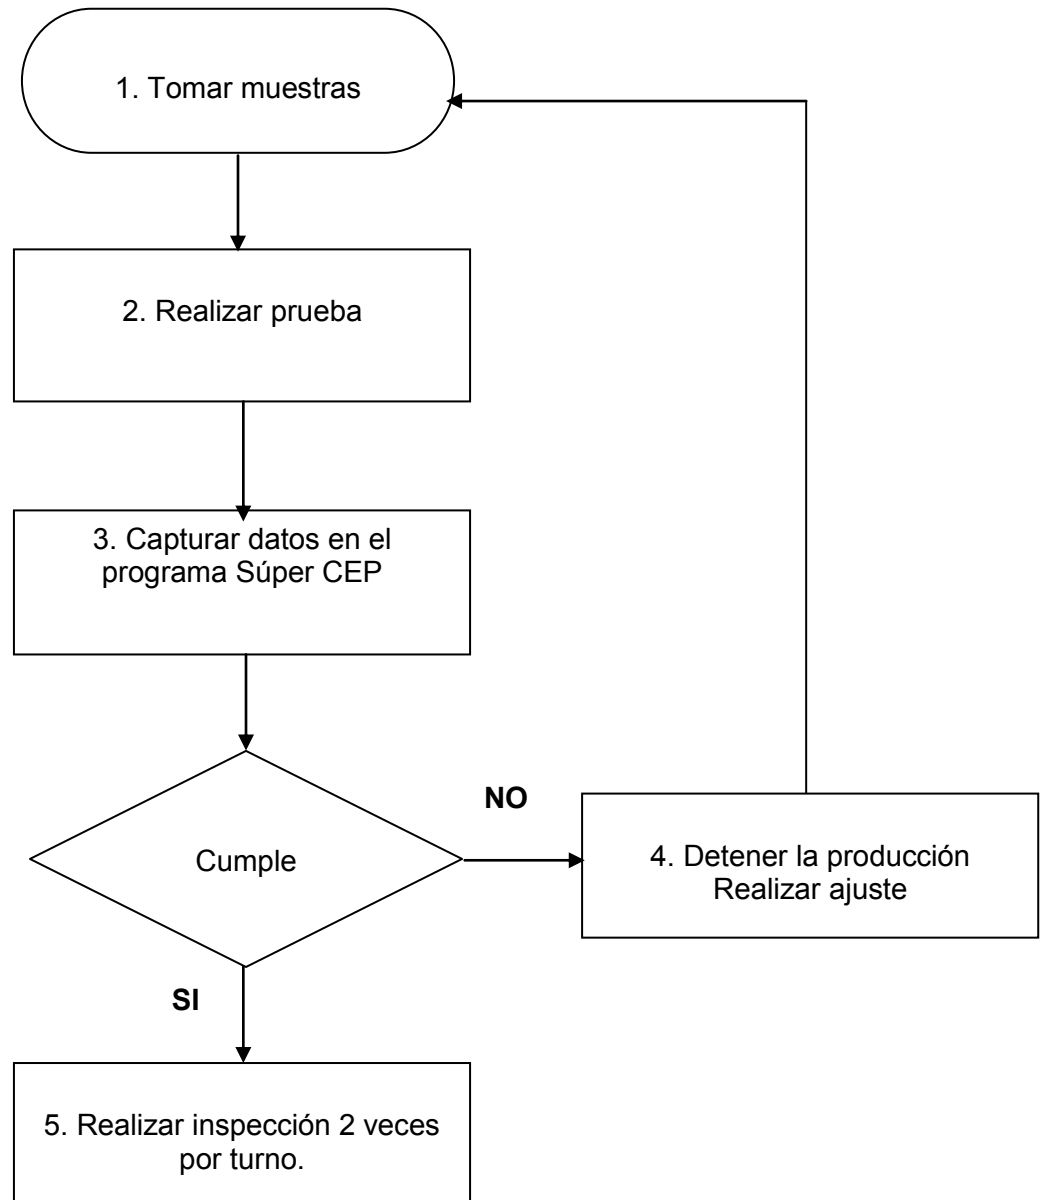 1. Tomar muestras
2. Realizar prueba
3. Capturar datos en el
programa Súper CEP
Cumple
NO
4. Detener la producción
Realizar ajuste
SI
5. Realizar inspección 2 veces
por turno.